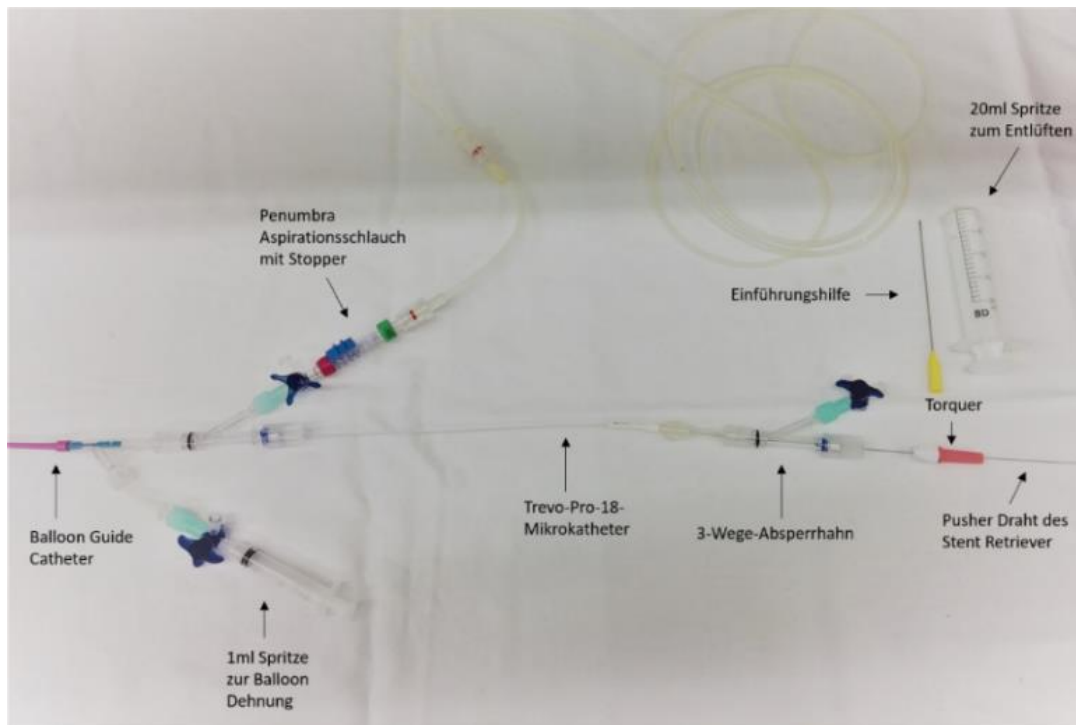 20ml Spritze
zum Entlüften
Penumbra
Aspirationsschlauch
mit Stopper
Einführungshilfe
BD
Torquer
Balloon Guide
Catheter
Trevo-Pro-18-
Mikrokatheter
3-Wege-Absperrhahn
Pusher Draht des
Stent Retriever
1ml Spritze
zur Balloon
Dehnung